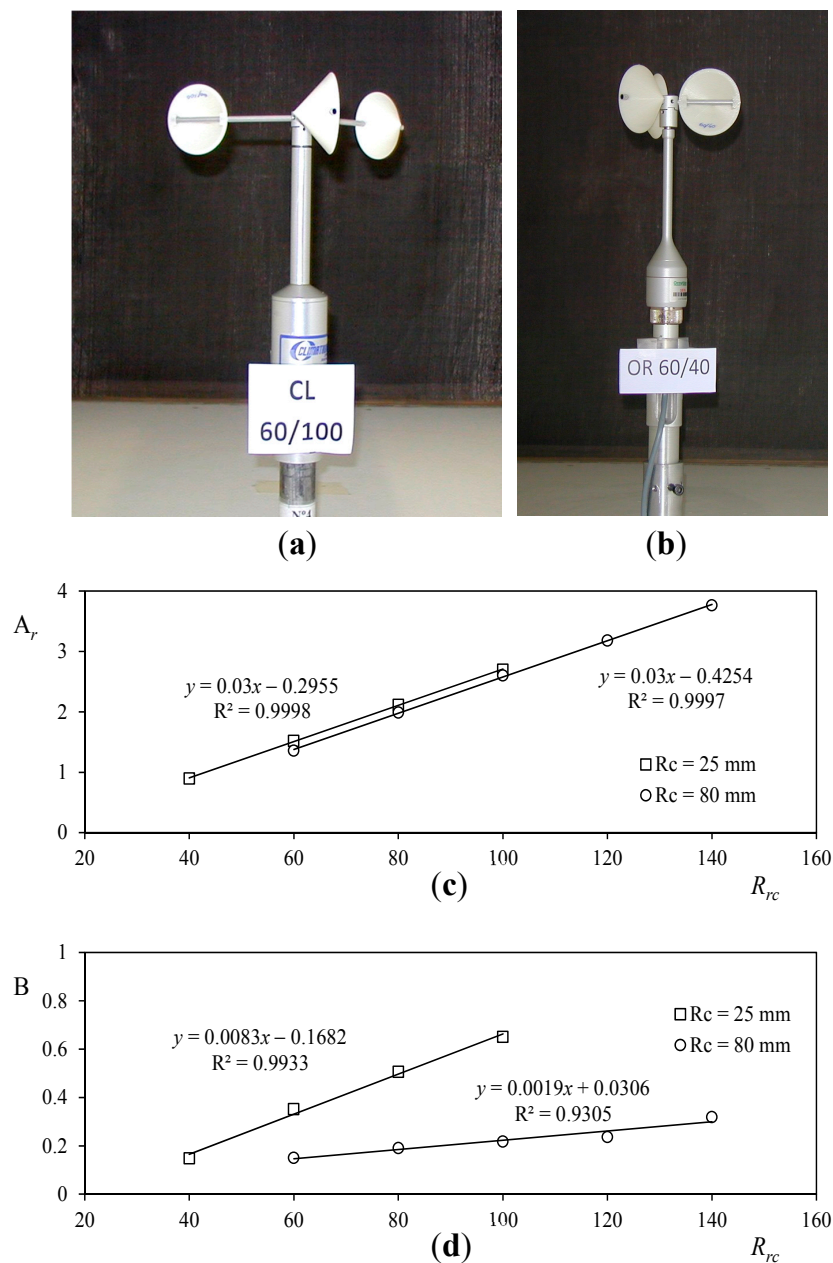 CL
60/100
OR 60/40
(a)
(b)
4
A_r
3
2
1
0
y = 0.03x − 0.2955
R² = 0.9998
y = 0.03x − 0.4254
R² = 0.9997
Rc = 25 mm
Rc = 80 mm
20 40 60 80 100 120 140 160
(c)
R_rc
1
B
0.8
0.6
0.4
0.2
0
y = 0.0083x − 0.1682
R² = 0.9933
y = 0.0019x + 0.0306
R² = 0.9305
Rc = 25 mm
Rc = 80 mm
20 40 60 80 100 120 140 160
(d)
R_rc